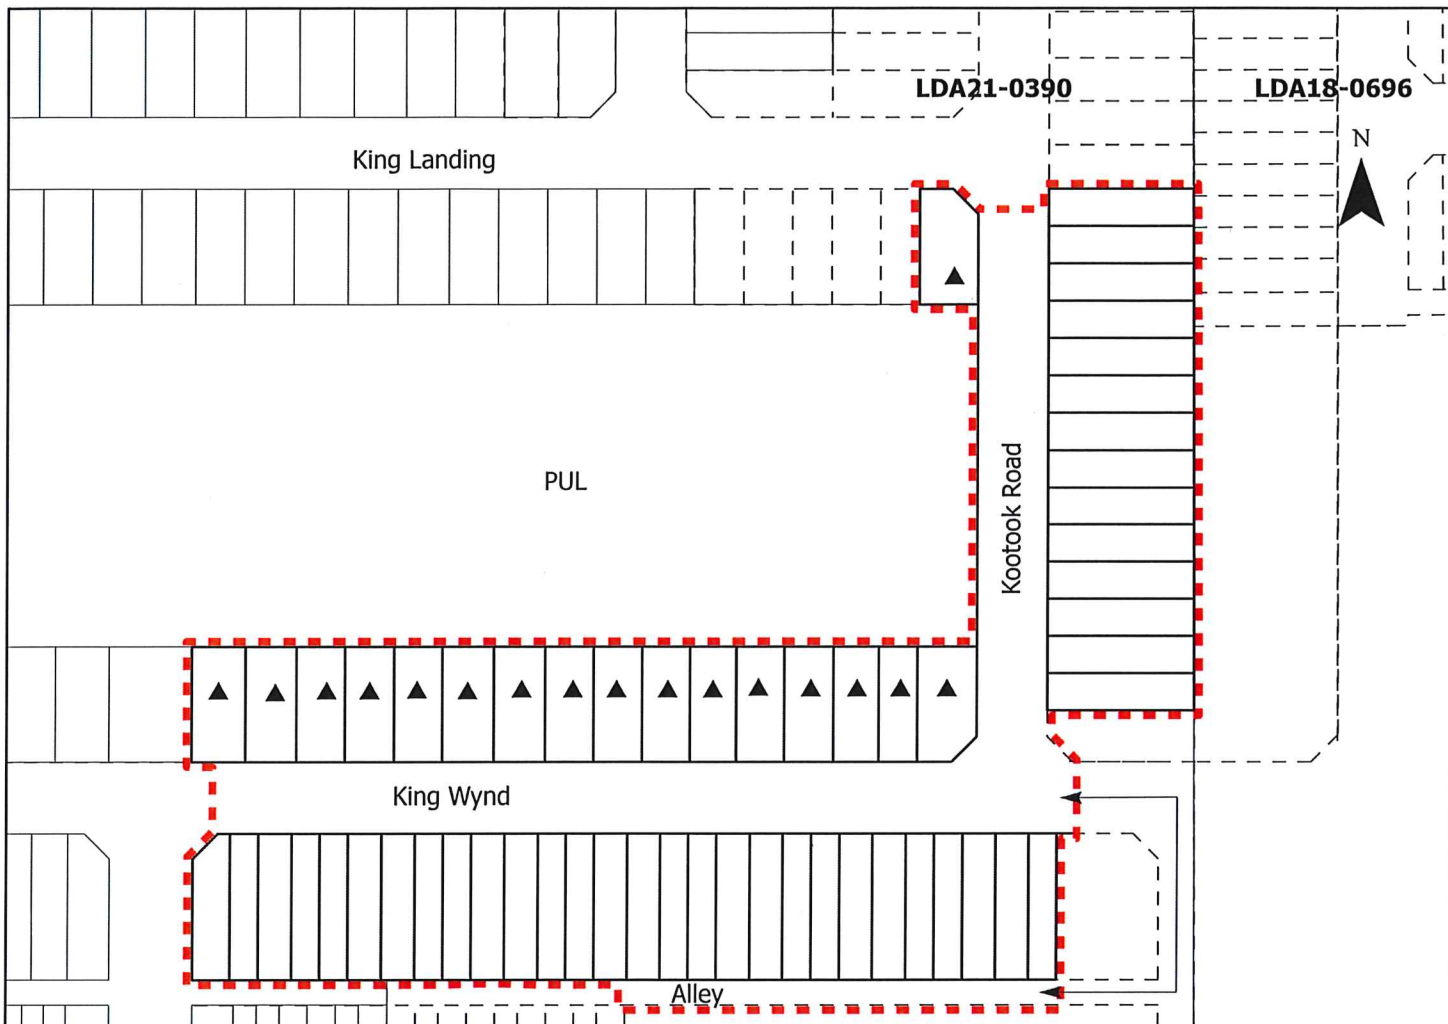 LDA21-0390
LDA18-0696
N
King Landing
PUL
Kootook Road
King Wynd
Alley